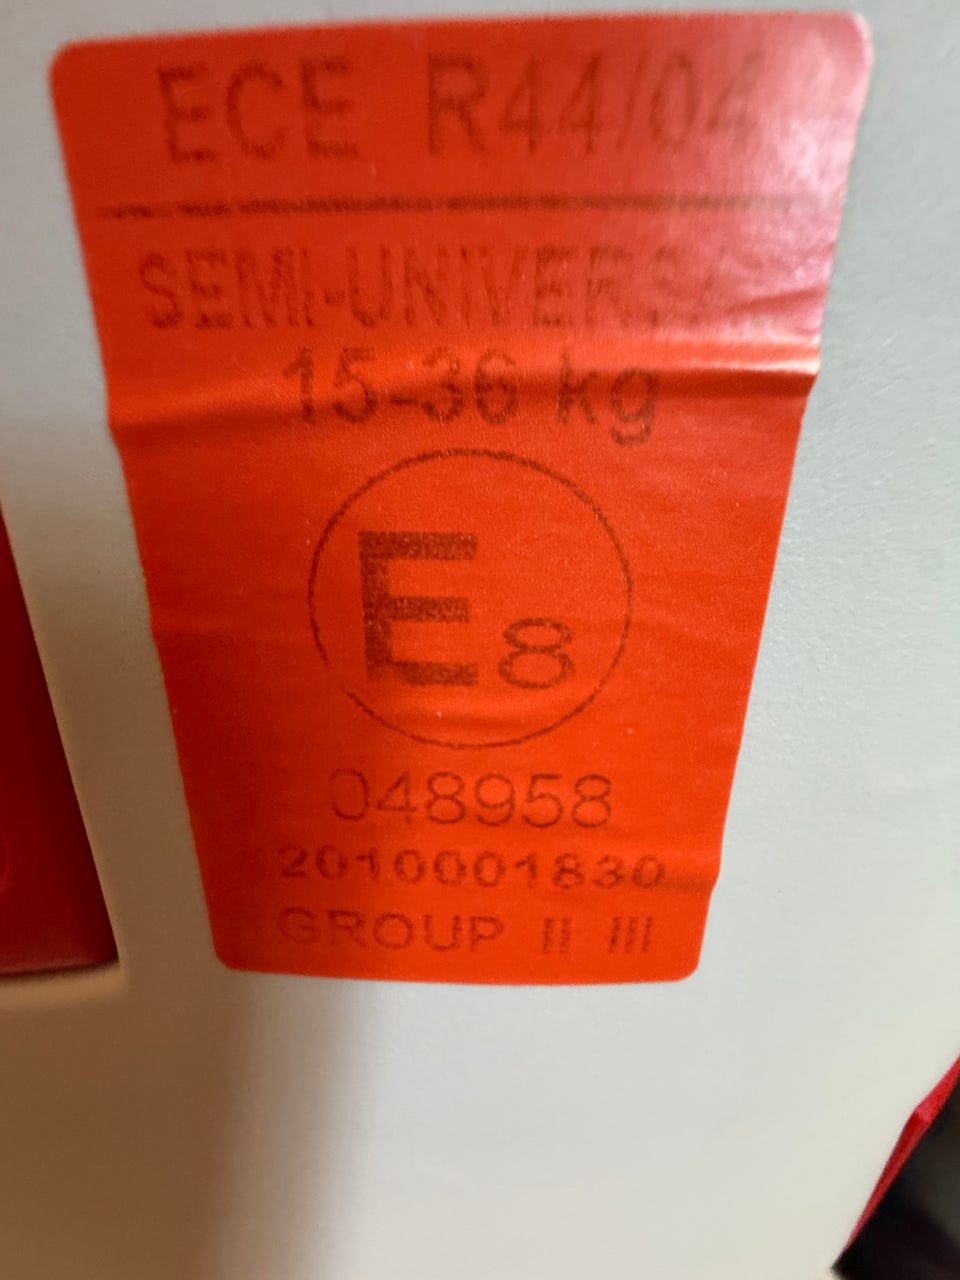 ECE R44/04
SEMI-UNIVERSAL
15-36 kg
E8
048958
2010001830
GROUP II III